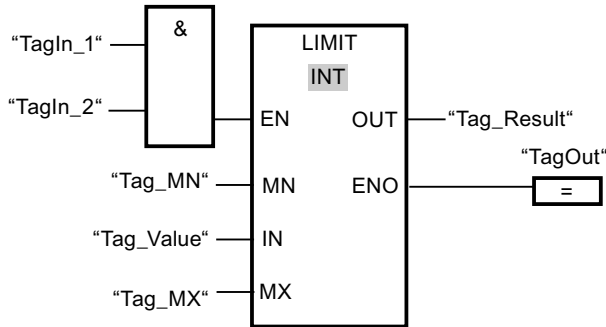 &
“TagIn_1“
“TagIn_2“
LIMIT
INT
EN OUT “Tag_Result“
“TagOut“
“Tag_MN“ MN ENO =
“Tag_Value“ IN
“Tag_MX“ MX